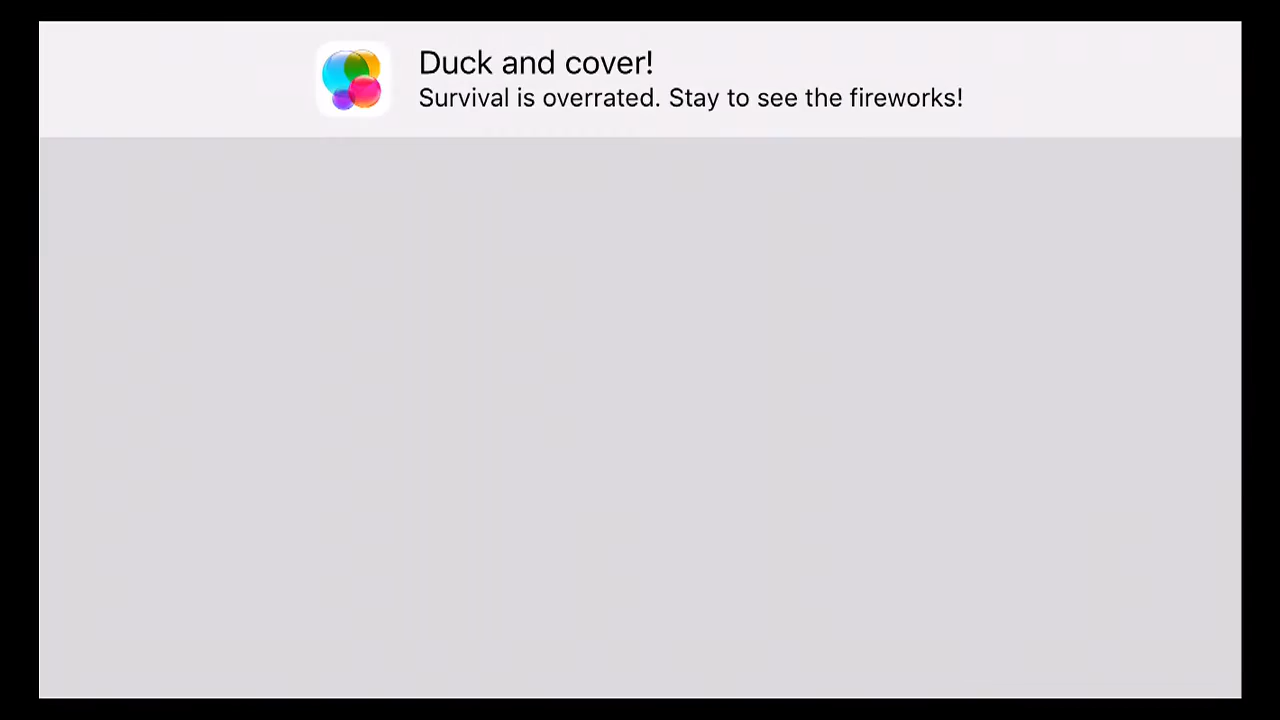 Duck and cover!
Survival is overrated. Stay to see the fireworks!